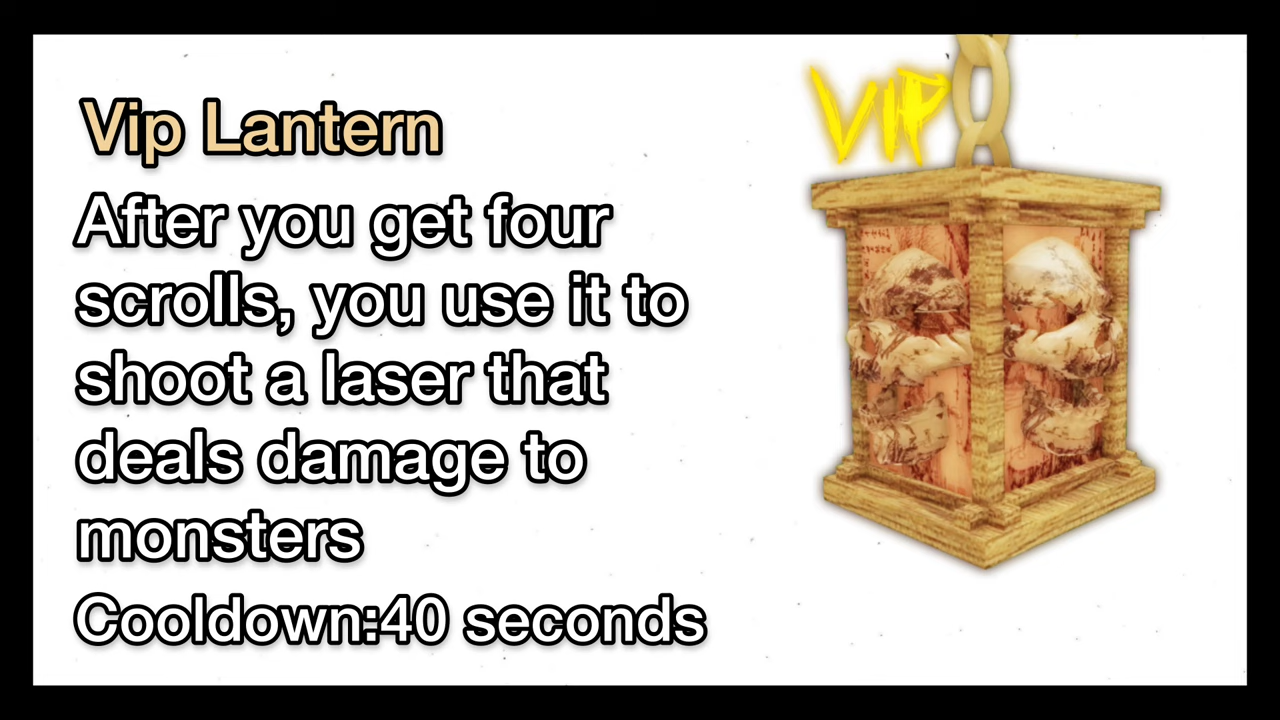 Vip Lantern
VIP
After you get four
scrolls, you use it to
shoot a laser that
deals damage to
monsters
Cooldown:40 seconds